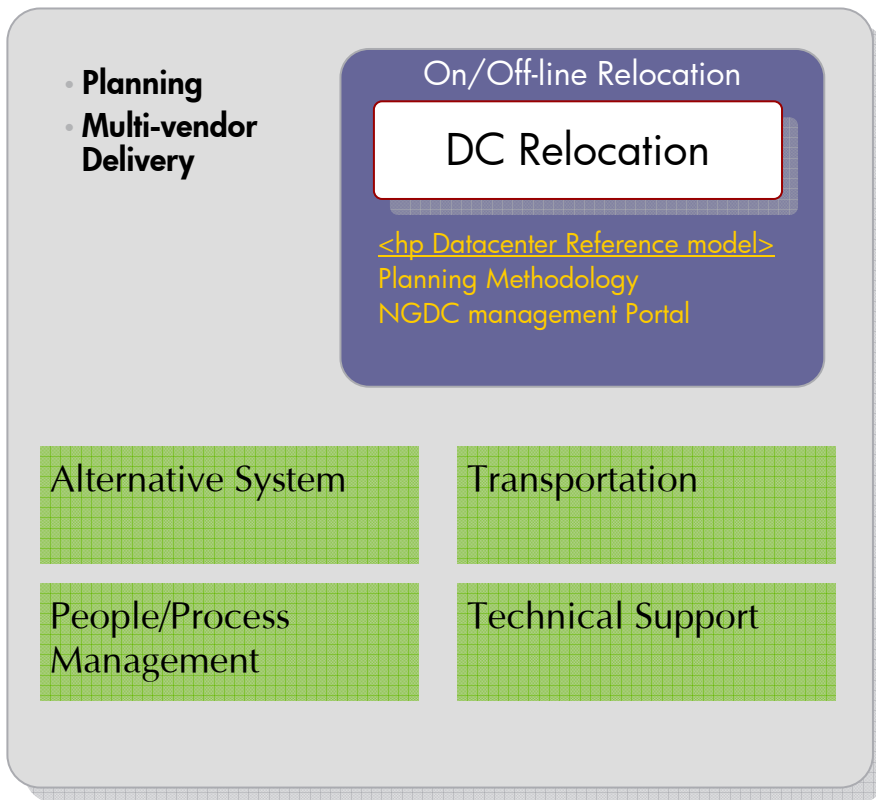 • Planning
• Multi-vendor
Delivery
On/Off-line Relocation
DC Relocation
<hp Datacenter Reference model>
Planning Methodology
NGDC management Portal
Alternative System
Transportation
People/Process
Management
Technical Support